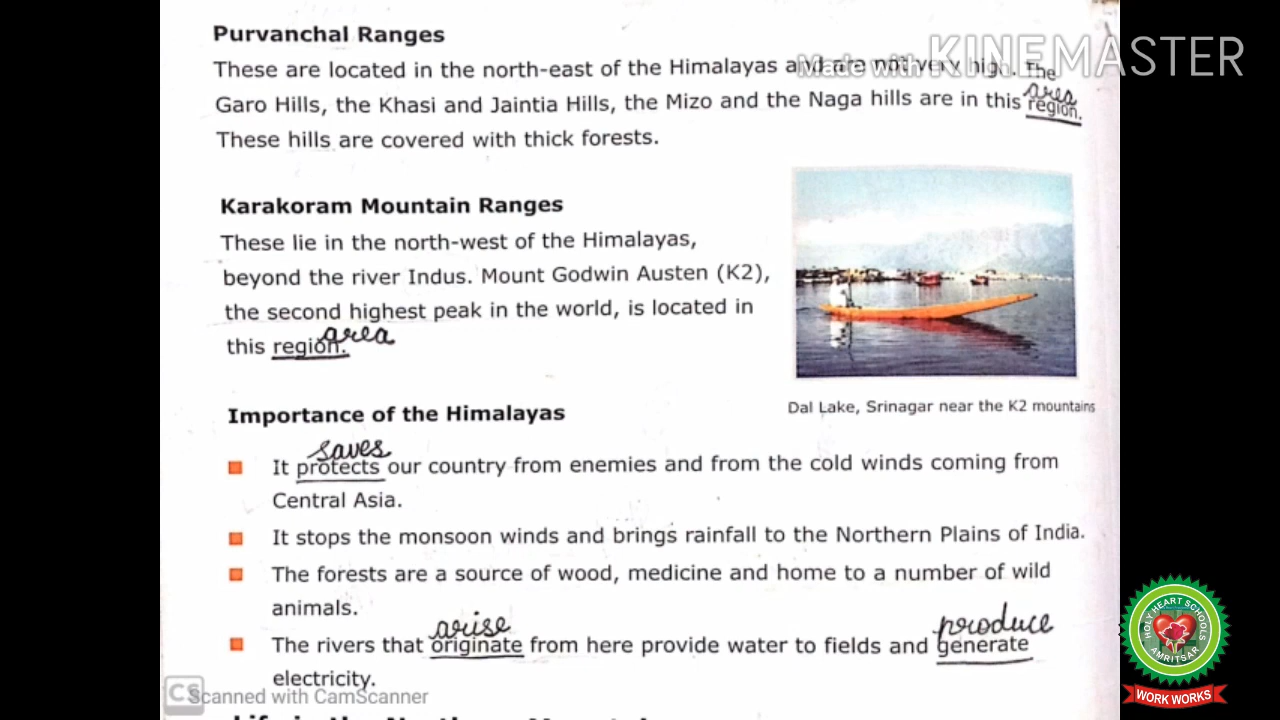 Purvanchal Ranges
Made with KINEMASTER
These are located in the north-east of the Himalayas and are not very high. The
area
Garo Hills, the Khasi and Jaintia Hills, the Mizo and the Naga hills are in this region.
These hills are covered with thick forests.
Karakoram Mountain Ranges
These lie in the north-west of the Himalayas,
beyond the river Indus. Mount Godwin Austen (K2),
the second highest peak in the world, is located in
area
this region.
Dal Lake, Srinagar near the K2 mountains
Importance of the Himalayas
saves
It protects our country from enemies and from the cold winds coming from
Central Asia.
It stops the monsoon winds and brings rainfall to the Northern Plains of India.
The forests are a source of wood, medicine and home to a number of wild
animals.
arise produce
The rivers that originate from here provide water to fields and generate
electricity.
CS Scanned with CamScanner
HOLY HEART SCHOOLS
AMRITSAR
WORK WORKS